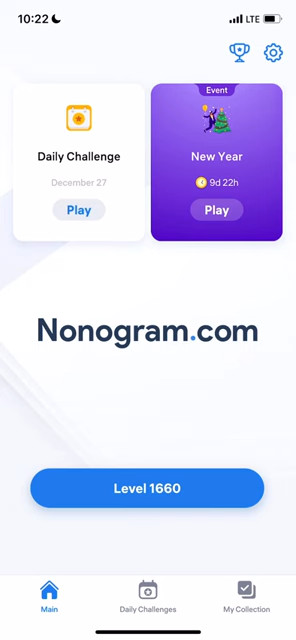 10:22
LTE
Event
Daily Challenge
New Year
December 27
9d 22h
Play
Play
Nonogram.com
Level 1660
Main
Daily Challenges
My Collection